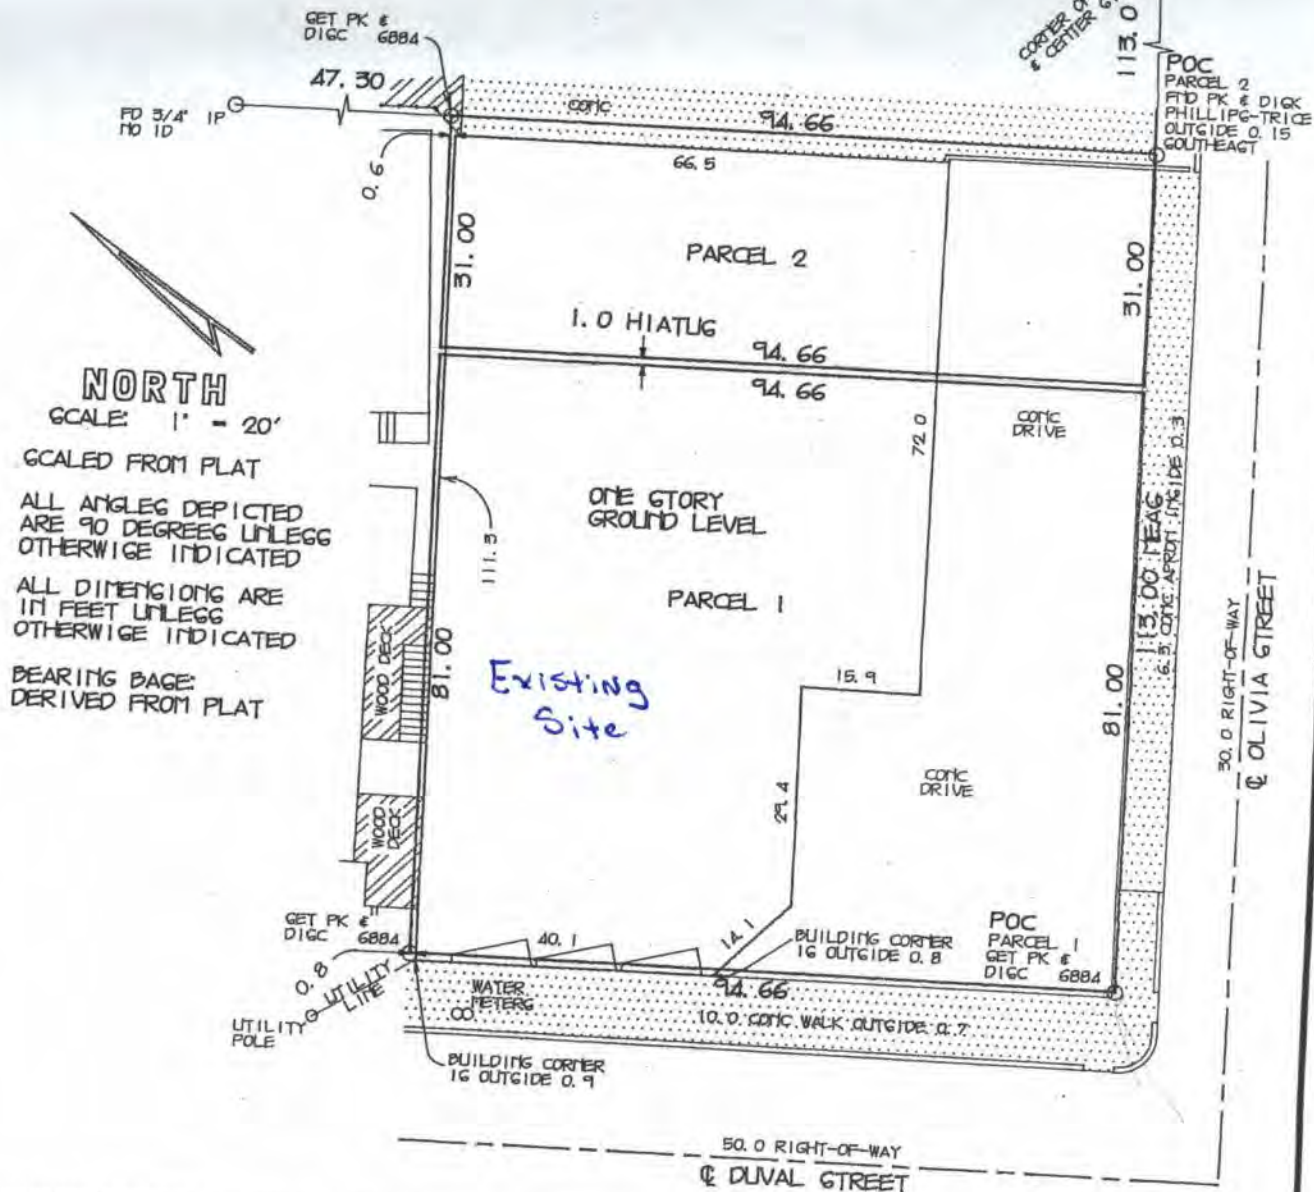 SET PK &
DISC 6884
47.30
FD 3/4" IP
NO ID
CONC
94.66
CORNER
& CENTER
113.0
POC
PARCEL 2
FND PK & DISK
PHILLIPS-TRICE
OUTSIDE 0.15
SOUTHEAST
66.5
0.6
31.00
PARCEL 2
31.00
1.0 HIATUS
94.66
94.66
NORTH
SCALE: 1" = 20'
SCALED FROM PLAT
ALL ANGLES DEPICTED
ARE 90 DEGREES UNLESS
OTHERWISE INDICATED
ALL DIMENSIONS ARE
IN FEET UNLESS
OTHERWISE INDICATED
BEARING BASE:
DERIVED FROM PLAT
72.0
CONC
DRIVE
ONE STORY
GROUND LEVEL
111.3
PARCEL 1
113.00 MEAS
6.3 CONC APRON INSIDE 0.3
30.0 RIGHT-OF-WAY
℄ OLIVIA STREET
WOOD DECK
81.00
Existing
Site
15.9
81.00
29.4
CONC
DRIVE
WOOD
DECK
SET PK &
DISC 6884
40.1
14.1
BUILDING CORNER
IS OUTSIDE 0.8
POC
PARCEL 1
SET PK &
DISC 6884
0.8
UTILITY
LINE
WATER
METERS
94.66
10.0 CONC WALK OUTSIDE 0.7
UTILITY
POLE
BUILDING CORNER
IS OUTSIDE 0.9
50.0 RIGHT-OF-WAY
℄ DUVAL STREET